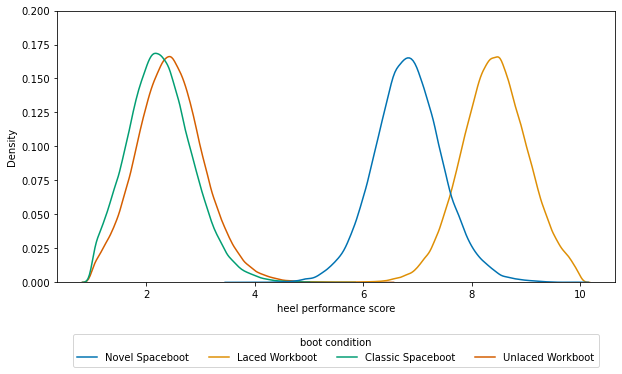 0.200
0.175
0.150
0.125
0.100
0.075
0.050
0.025
0.000
Density
2 4 6 8 10
heel performance score
boot condition
Novel Spaceboot Laced Workboot Classic Spaceboot Unlaced Workboot